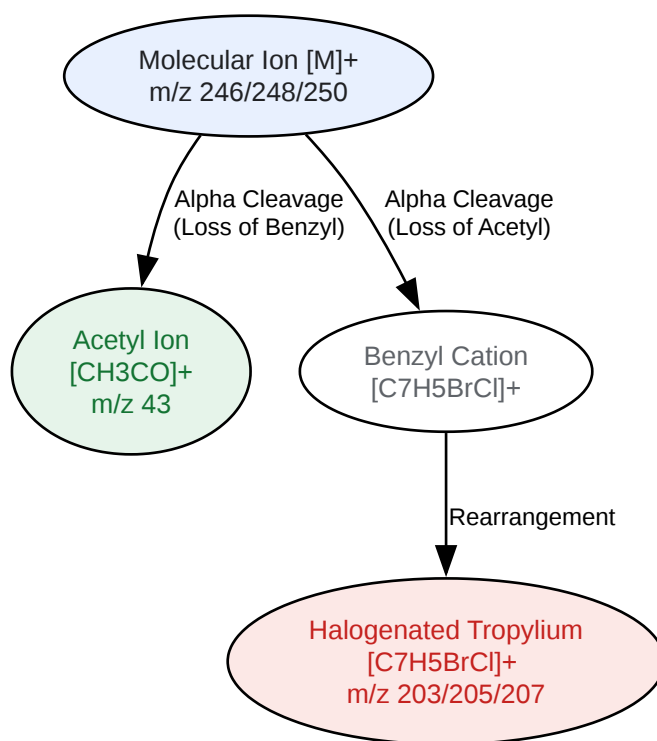 Molecular Ion [M]+
m/z 246/248/250
Alpha Cleavage
(Loss of Benzyl)
Alpha Cleavage
(Loss of Acetyl)
Acetyl Ion
[CH3CO]+
m/z 43
Benzyl Cation
[C7H5BrCl]+
Rearrangement
Halogenated Tropylium
[C7H5BrCl]+
m/z 203/205/207